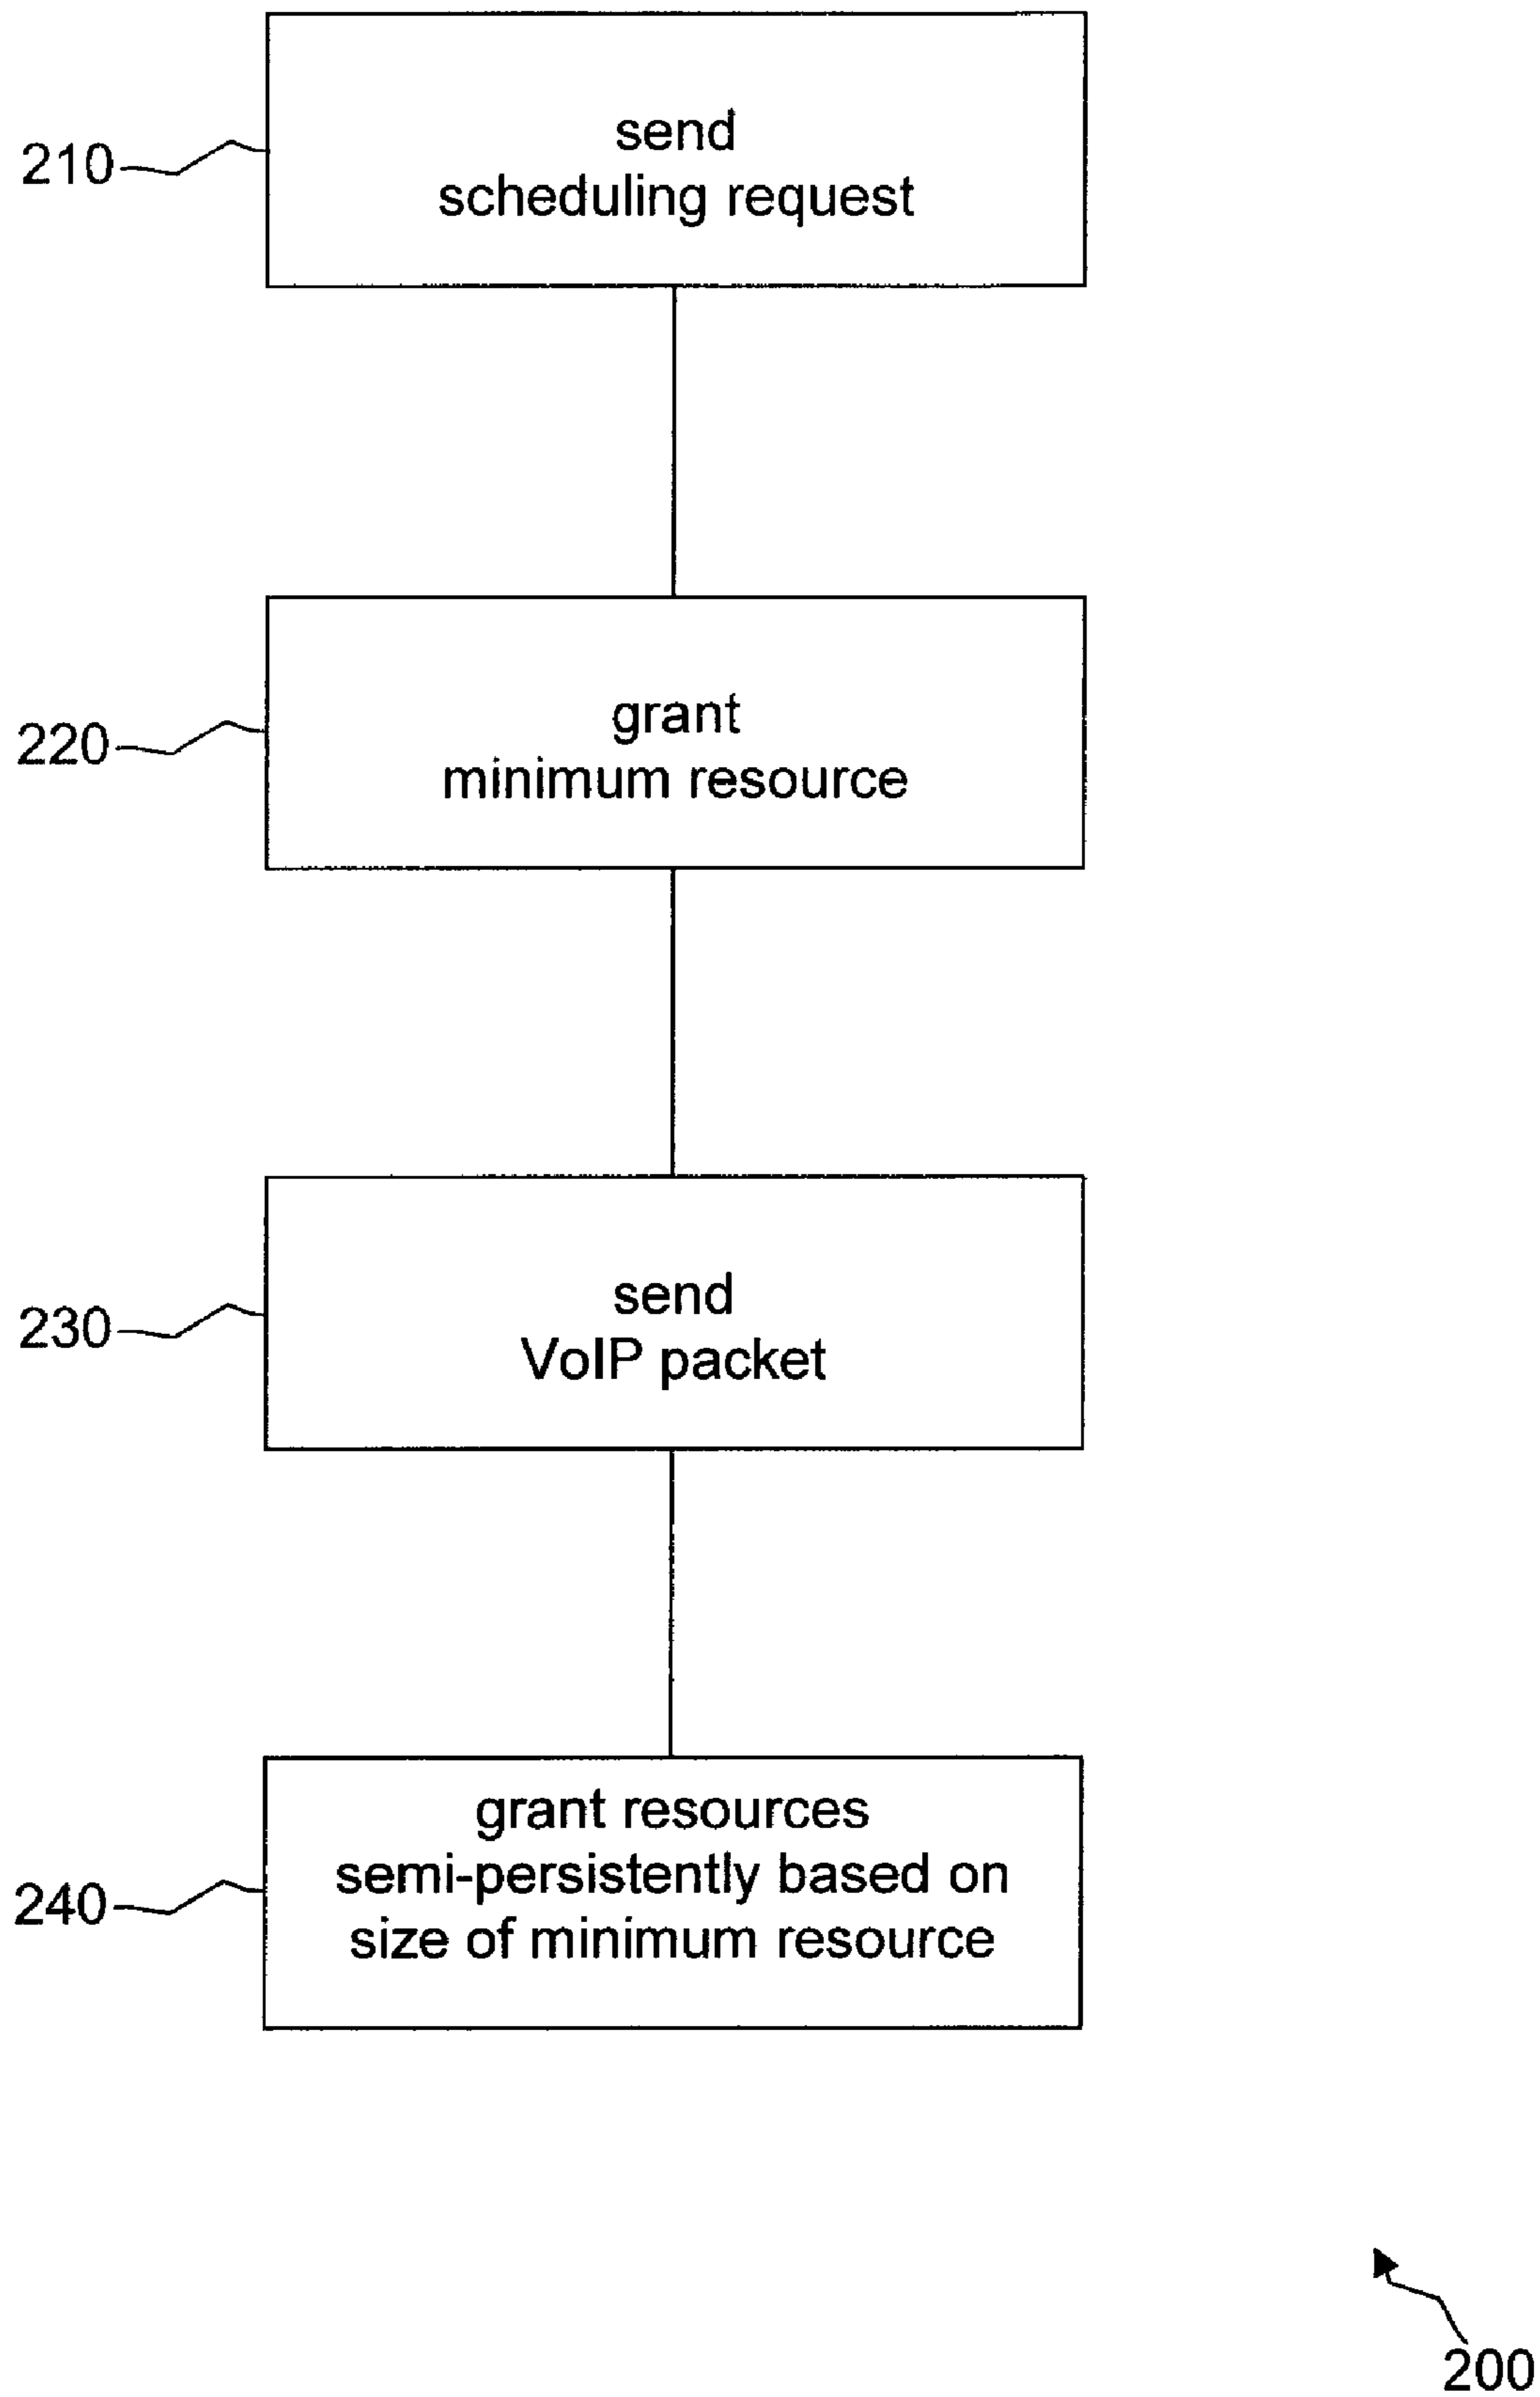 210
send
scheduling request
220
grant
minimum resource
230
send
VoIP packet
240
grant resources
semi-persistently based on
size of minimum resource
200